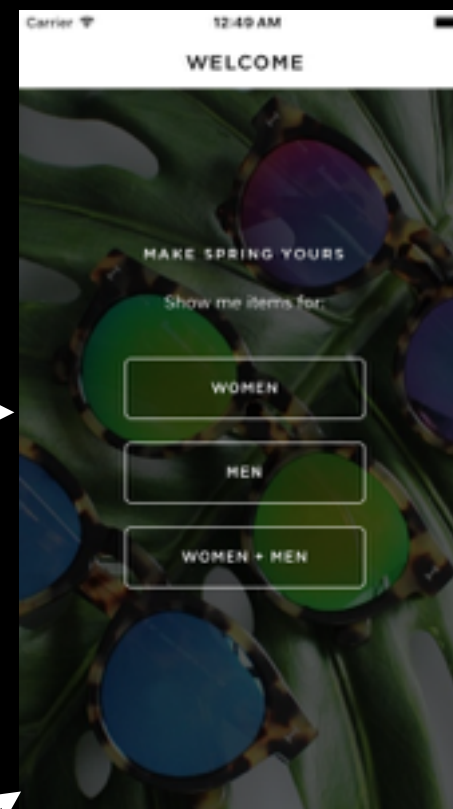 Carrier 12:49 AM
WELCOME
MAKE SPRING YOURS
Show me items for:
WOMEN
MEN
WOMEN + MEN